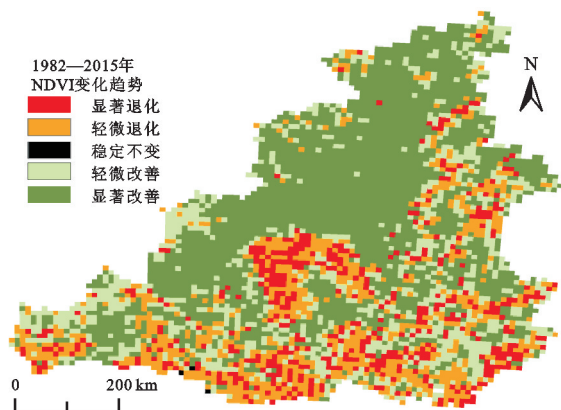 1982—2015年
NDVI变化趋势
显著退化
轻微退化
稳定不变
轻微改善
显著改善
N
0 200 km